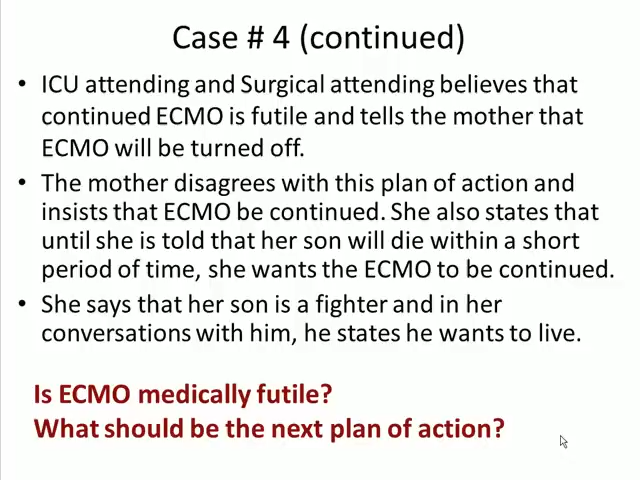 Case # 4 (continued)
• ICU attending and Surgical attending believes that
continued ECMO is futile and tells the mother that
ECMO will be turned off.
• The mother disagrees with this plan of action and
insists that ECMO be continued. She also states that
until she is told that her son will die within a short
period of time, she wants the ECMO to be continued.
• She says that her son is a fighter and in her
conversations with him, he states he wants to live.
Is ECMO medically futile?
What should be the next plan of action?